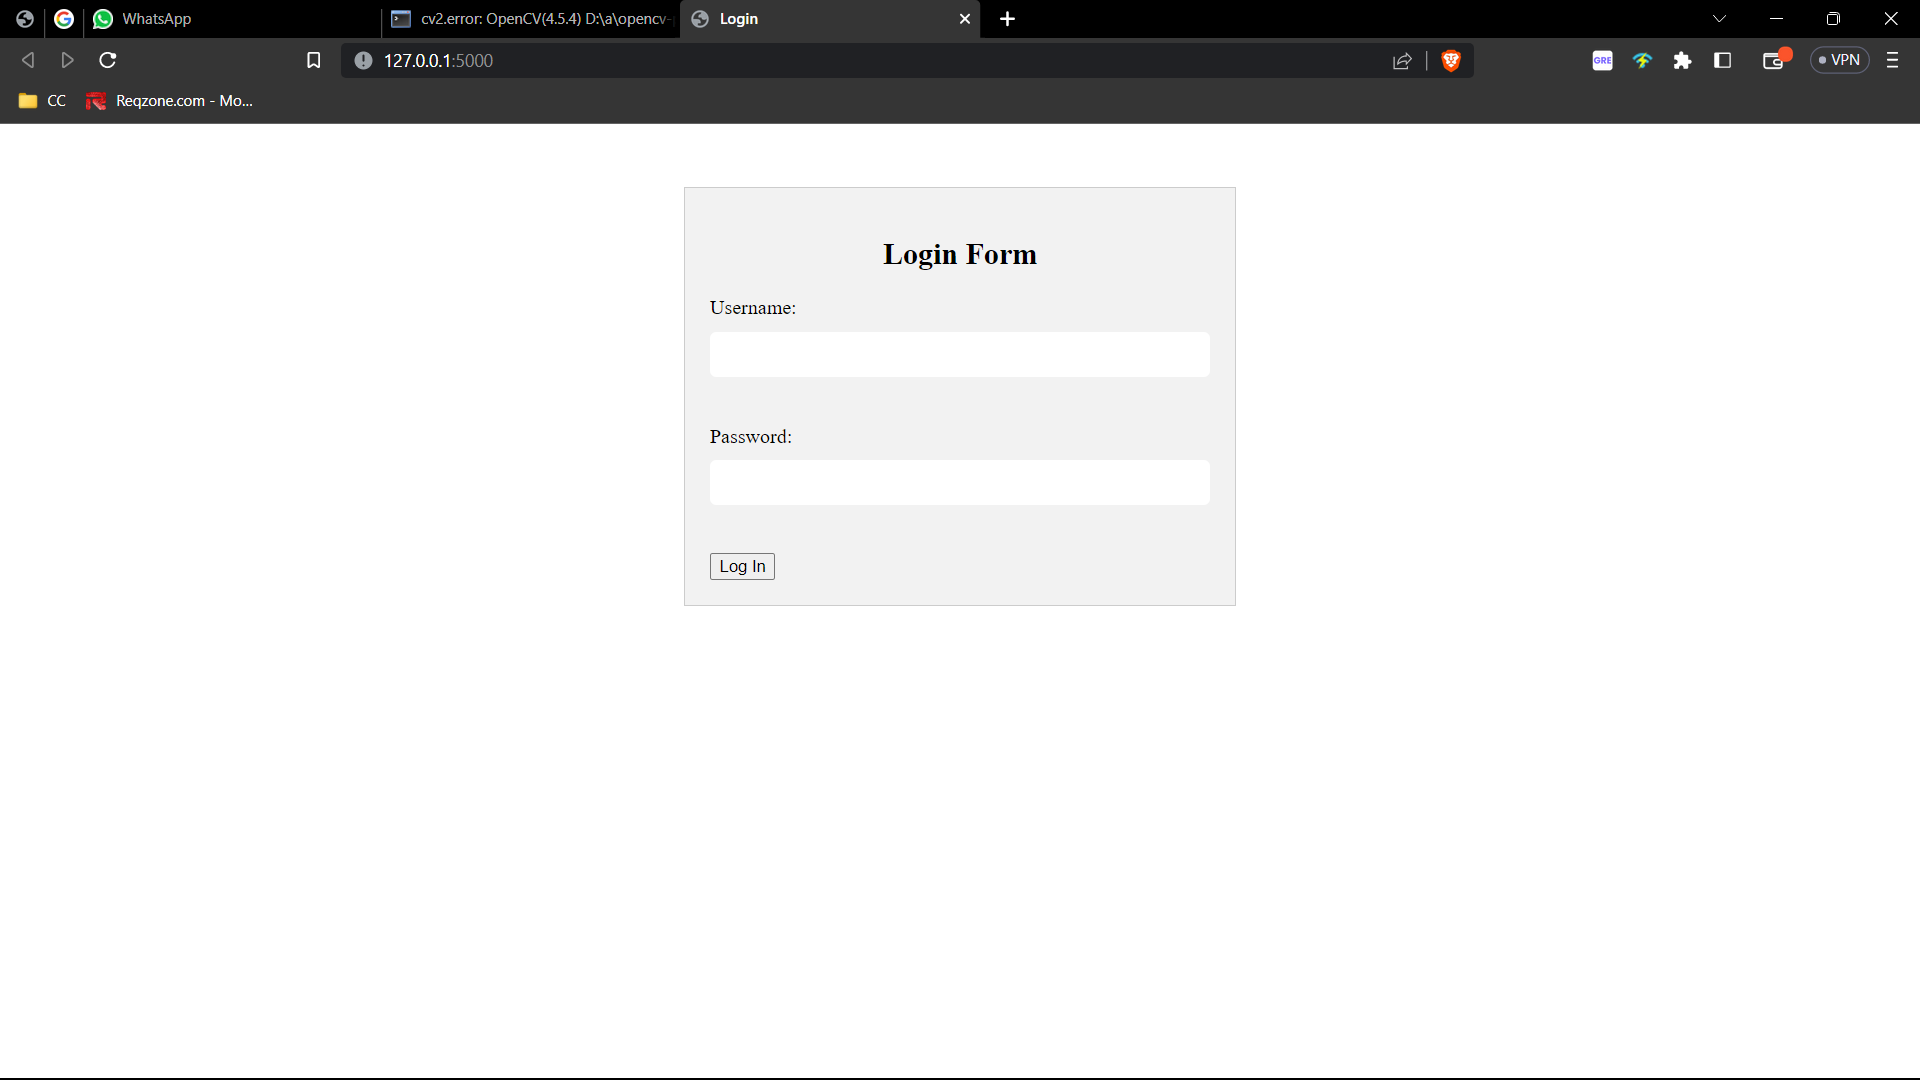 WhatsApp
cv2.error: OpenCV(4.5.4) D:\a\opencv-
Login
127.0.0.1:5000
GRE
VPN
CC
Reqzone.com - Mo...
Login Form
Username:
Password:
Log In